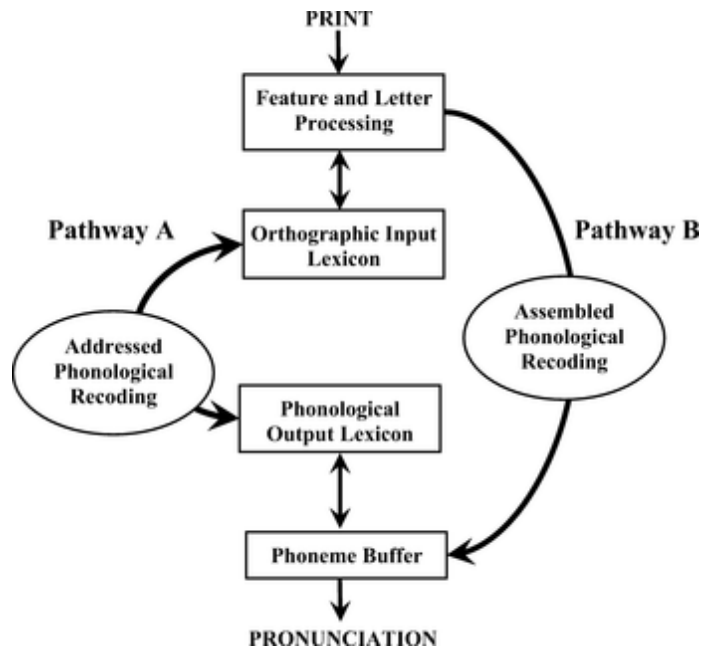 PRINT
Feature and Letter
Processing
Pathway A
Orthographic Input
Lexicon
Pathway B
Addressed
Phonological
Recoding
Assembled
Phonological
Recoding
Phonological
Output Lexicon
Phoneme Buffer
PRONUNCIATION